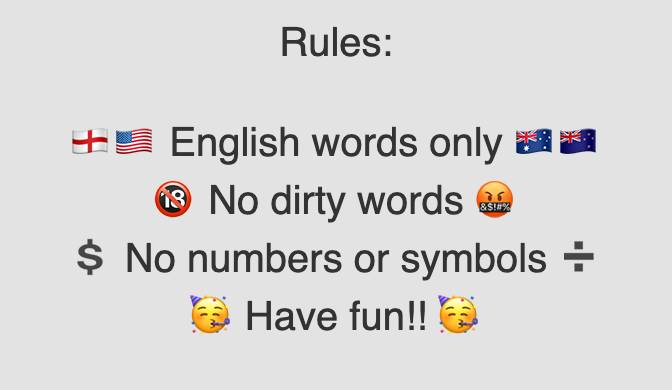 Rules:
🏴󠁧󠁢󠁥󠁮󠁧󠁿🇺🇸 English words only 🇦🇺🇳🇿
🔞 No dirty words 🤬
💲 No numbers or symbols ➗
🥳 Have fun!! 🥳